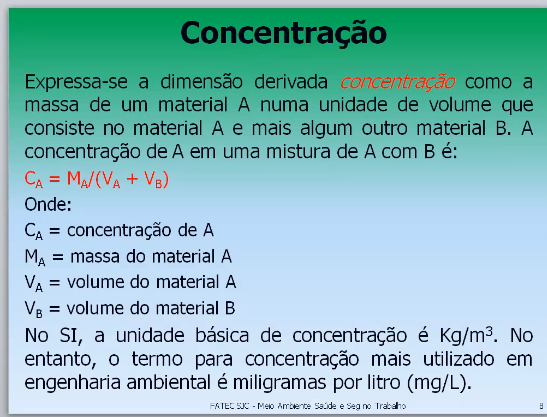 Concentração
Expressa-se a dimensão derivada concentração como a
massa de um material A numa unidade de volume que
consiste no material A e mais algum outro material B. A
concentração de A em uma mistura de A com B é:
C_A = M_A/(V_A + V_B)
Onde:
C_A = concentração de A
M_A = massa do material A
V_A = volume do material A
V_B = volume do material B
No SI, a unidade básica de concentração é Kg/m³. No
entanto, o termo para concentração mais utilizado em
engenharia ambiental é miligramas por litro (mg/L).
FATEC SJC - Meio Ambiente Saúde e Seg no Trabalho 8